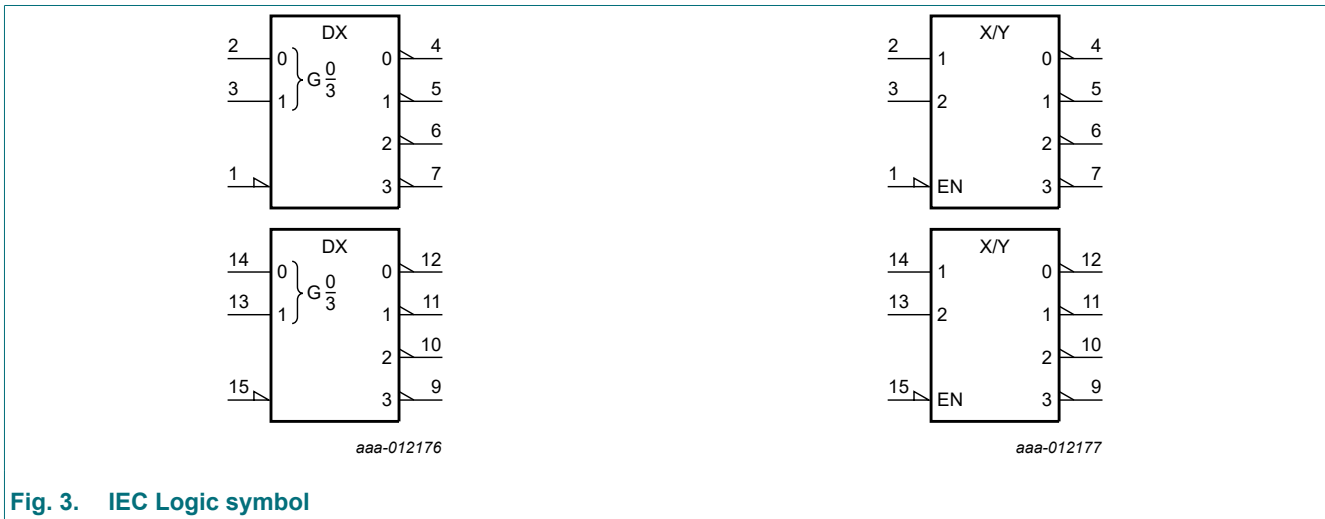 DX
2 0 0 4
G 0/3
3 1 1 5
2 6
1 3 7
DX
14 0 0 12
G 0/3
13 1 1 11
2 10
15 3 9
aaa-012176
X/Y
2 1 0 4
3 2 1 5
2 6
1 EN 3 7
X/Y
14 1 0 12
13 2 1 11
2 10
15 EN 3 9
aaa-012177
Fig. 3. IEC Logic symbol